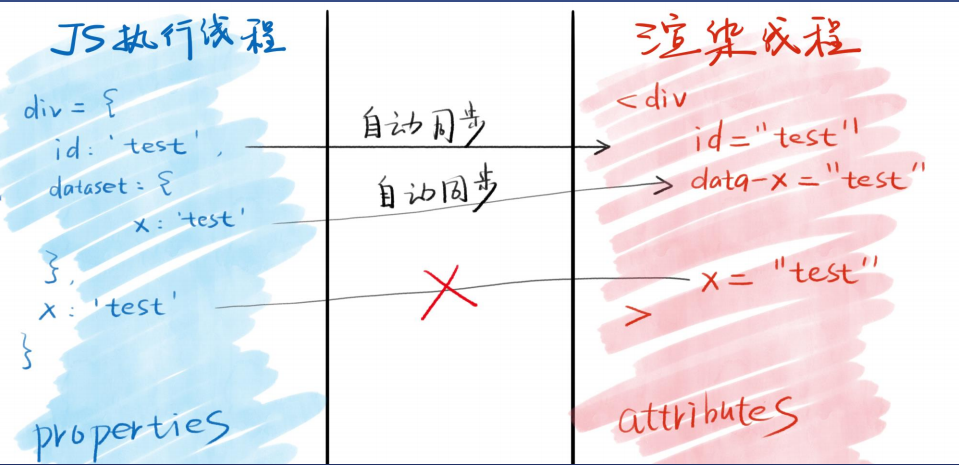 JS执行线程
div = {
id: 'test',
dataset: {
x: 'test'
},
x: 'test'
}
properties
自动同步
自动同步
渲染线程
<div
id="test"
data-x="test"
x="test"
>
attributes